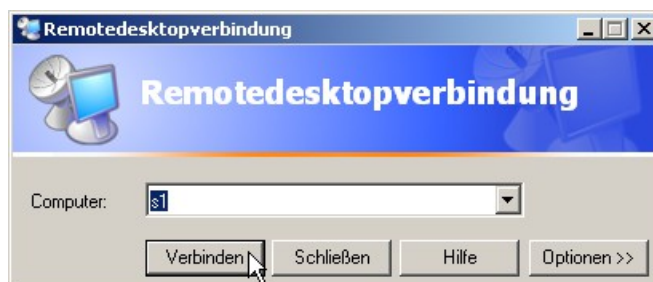 Remotedesktopverbindung
Remotedesktopverbindung
Computer: s1
Verbinden Schließen Hilfe Optionen >>